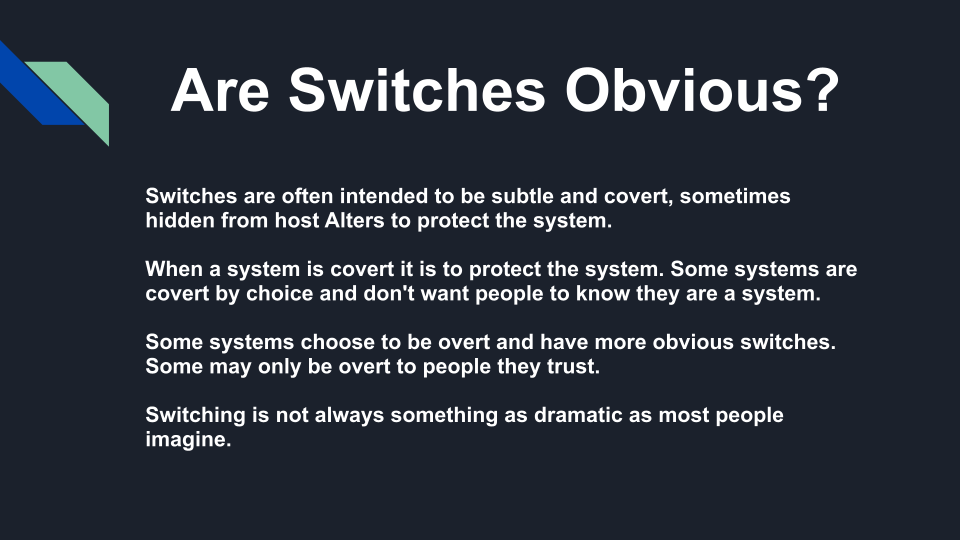 Are Switches Obvious?
Switches are often intended to be subtle and covert, sometimes
hidden from host Alters to protect the system.
When a system is covert it is to protect the system. Some systems are
covert by choice and don't want people to know they are a system.
Some systems choose to be overt and have more obvious switches.
Some may only be overt to people they trust.
Switching is not always something as dramatic as most people
imagine.